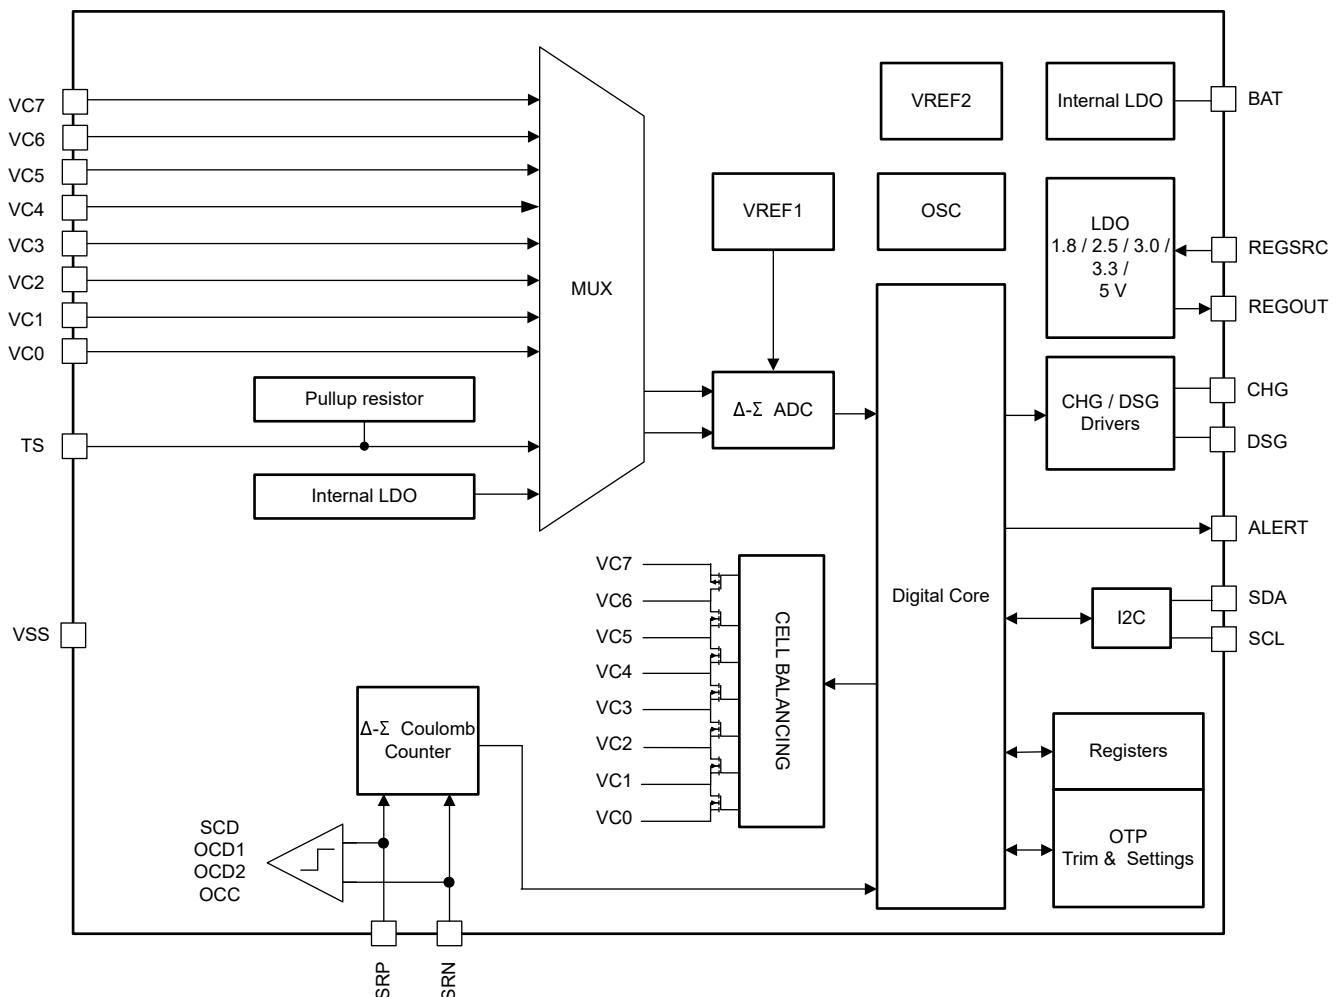 VC7
VC6
VC5
VC4
VC3
VC2
VC1
VC0
TS
VSS
Pullup resistor
Internal LDO
MUX
VREF1
Δ-Σ ADC
VREF2
OSC
Internal LDO
BAT
LDO
1.8 / 2.5 / 3.0 /
3.3 /
5 V
REGSRC
REGOUT
CHG / DSG
Drivers
CHG
DSG
ALERT
Digital Core
I2C
SDA
SCL
VC7
VC6
VC5
VC4
VC3
VC2
VC1
VC0
CELL BALANCING
Δ-Σ Coulomb
Counter
Registers
OTP
Trim & Settings
SCD
OCD1
OCD2
OCC
SRP
SRN